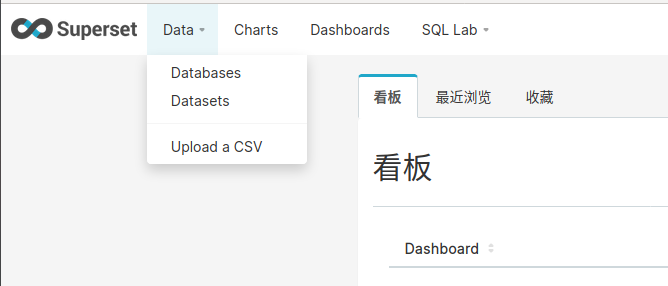 Superset Data Charts Dashboards SQL Lab
Databases
Datasets
Upload a CSV
看板 最近浏览 收藏
看板
Dashboard